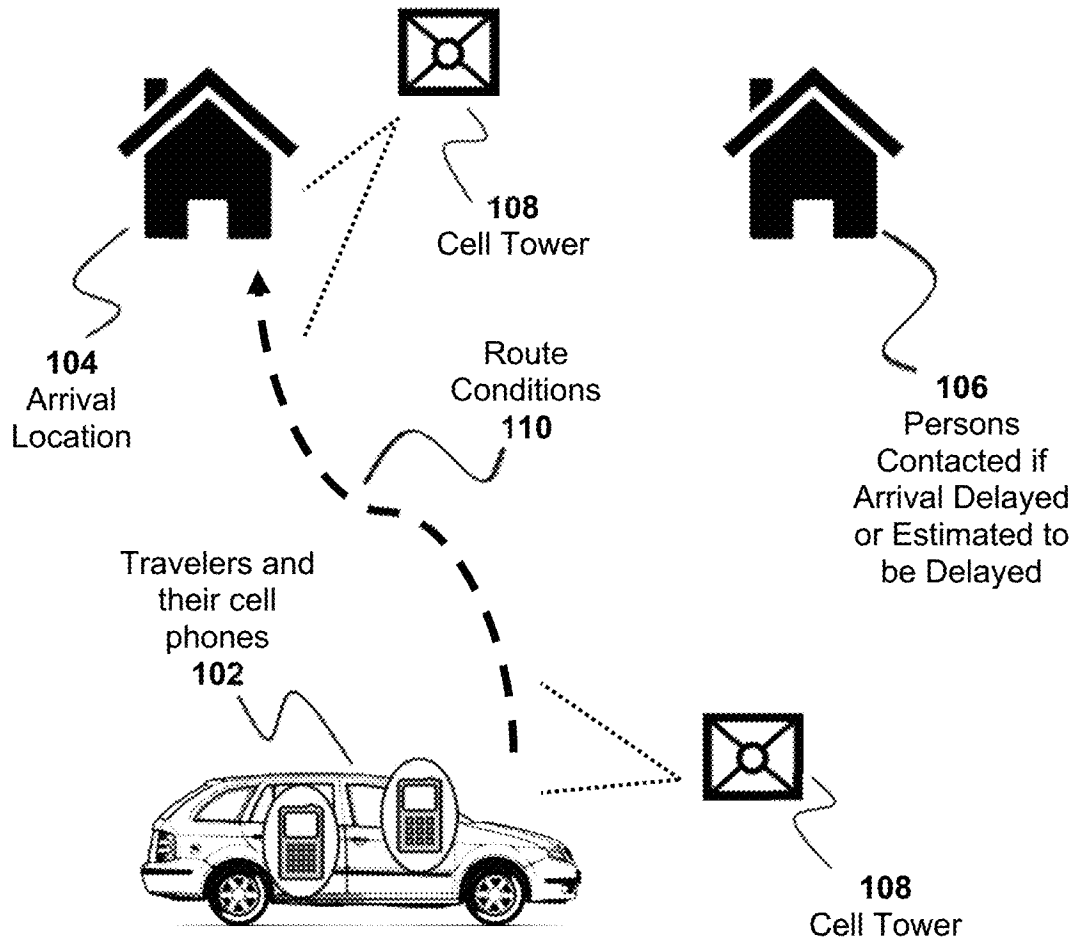 108
Cell Tower
104
Arrival
Location
Route
Conditions
110
106
Persons
Contacted if
Arrival Delayed
or Estimated to
be Delayed
Travelers and
their cell
phones
102
108
Cell Tower